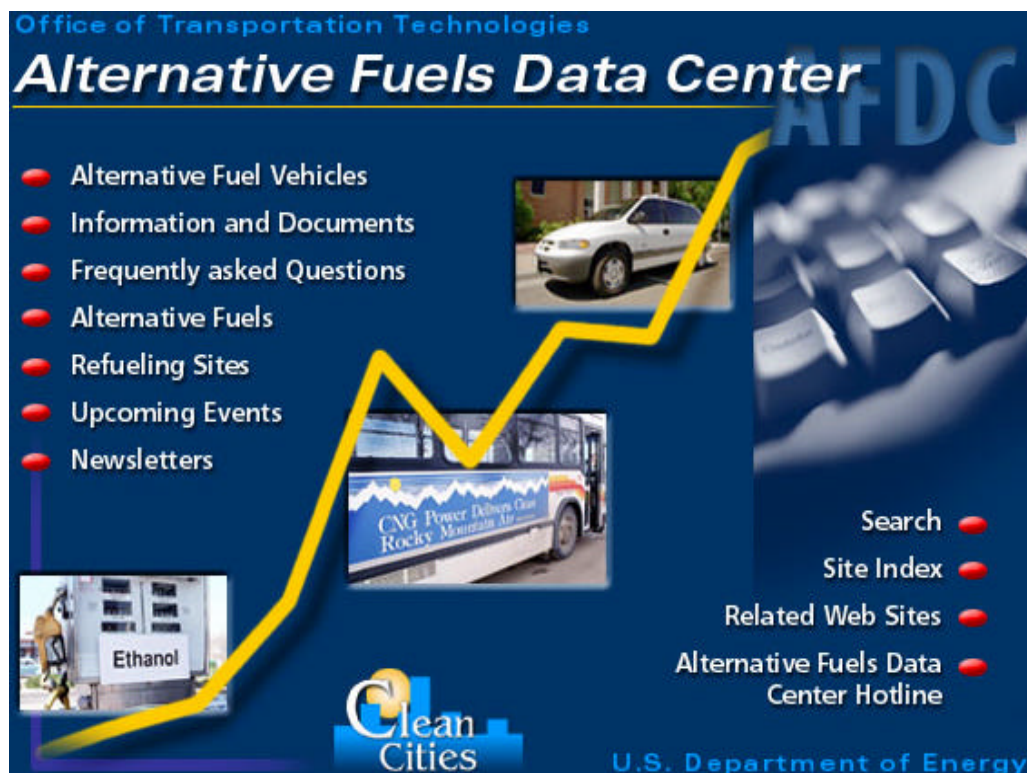 Office of Transportation Technologies
Alternative Fuels Data Center
AFDC
Alternative Fuel Vehicles
Information and Documents
Frequently asked Questions
Alternative Fuels
Refueling Sites
Upcoming Events
Newsletters
CNG Power Delivers Clean
Rocky Mountain Air
Ethanol
Search
Site Index
Related Web Sites
Alternative Fuels Data
Center Hotline
Clean
Cities
U.S. Department of Energy